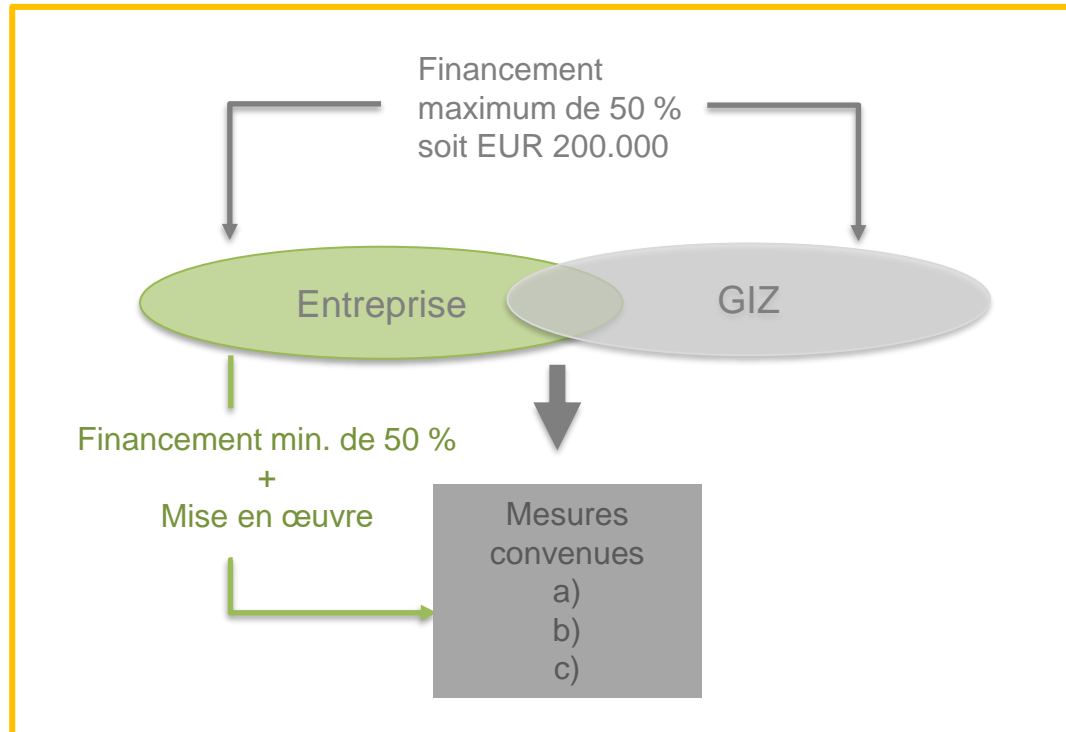 Financement
maximum de 50 %
soit EUR 200.000
Entreprise
GIZ
Financement min. de 50 %
+
Mise en œuvre
Mesures
convenues
a)
b)
c)